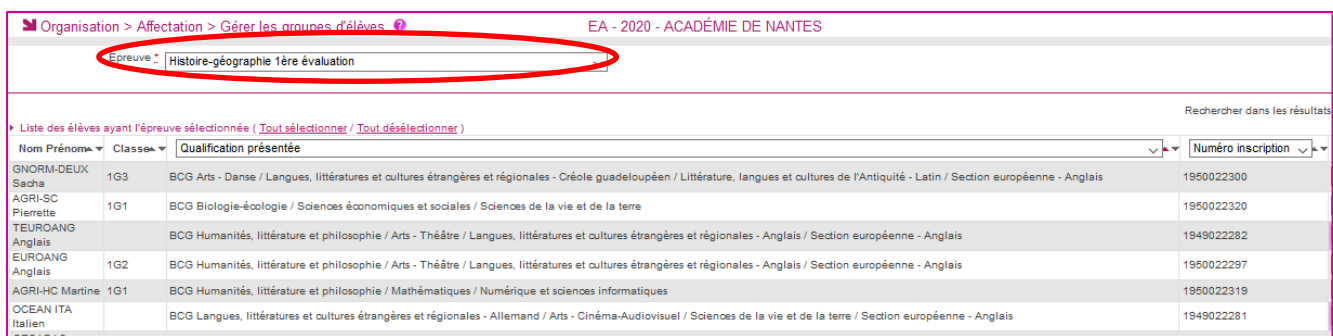 Organisation > Affectation > Gérer les groupes d'élèves ? EA - 2020 - ACADÉMIE DE NANTES
Epreuve * Histoire-géographie 1ère évaluation
Rechercher dans les résultats
Liste des élèves ayant l'épreuve sélectionnée ( Tout sélectionner / Tout désélectionner )
Nom Prénom Classe Qualification présentée Numéro inscription
GNORM-DEUX
Sacha 1G3 BCG Arts - Danse / Langues, littératures et cultures étrangères et régionales - Créole guadeloupéen / Littérature, langues et cultures de l'Antiquité - Latin / Section européenne - Anglais 1950022300
AGRI-SC
Pierrette 1G1 BCG Biologie-écologie / Sciences économiques et sociales / Sciences de la vie et de la terre 1950022320
TEUROANG
Anglais BCG Humanités, littérature et philosophie / Arts - Théâtre / Langues, littératures et cultures étrangères et régionales - Anglais / Section européenne - Anglais 1949022282
EUROANG
Anglais 1G2 BCG Humanités, littérature et philosophie / Arts - Théâtre / Langues, littératures et cultures étrangères et régionales - Anglais / Section européenne - Anglais 1950022297
AGRI-HC Martine 1G1 BCG Humanités, littérature et philosophie / Mathématiques / Numérique et sciences informatiques 1950022319
OCEAN ITA
Italien BCG Langues, littératures et cultures étrangères et régionales - Allemand / Arts - Cinéma-Audiovisuel / Sciences de la vie et de la terre / Section européenne - Anglais 1949022281